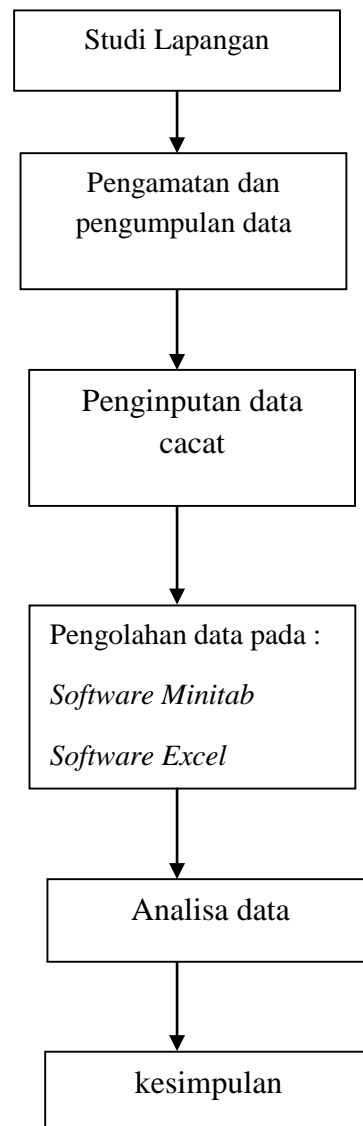 Studi Lapangan
Pengamatan dan
pengumpulan data
Penginputan data
cacat
Pengolahan data pada :
Software Minitab
Software Excel
Analisa data
kesimpulan